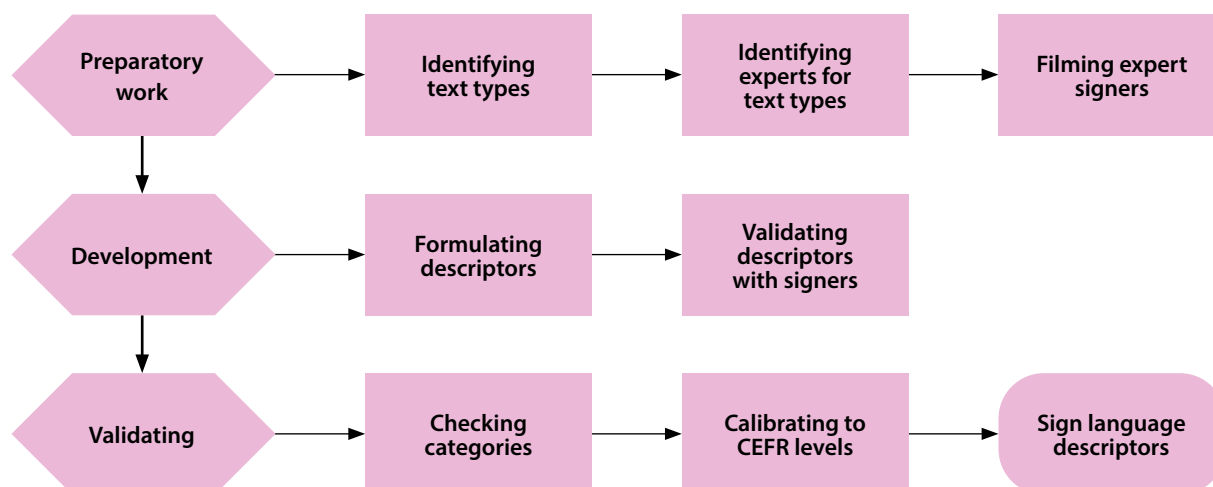 Preparatory
work
Identifying
text types
Identifying
experts for
text types
Filming expert
signers
Development
Formulating
descriptors
Validating
descriptors
with signers
Validating
Checking
categories
Calibrating to
CEFR levels
Sign language
descriptors